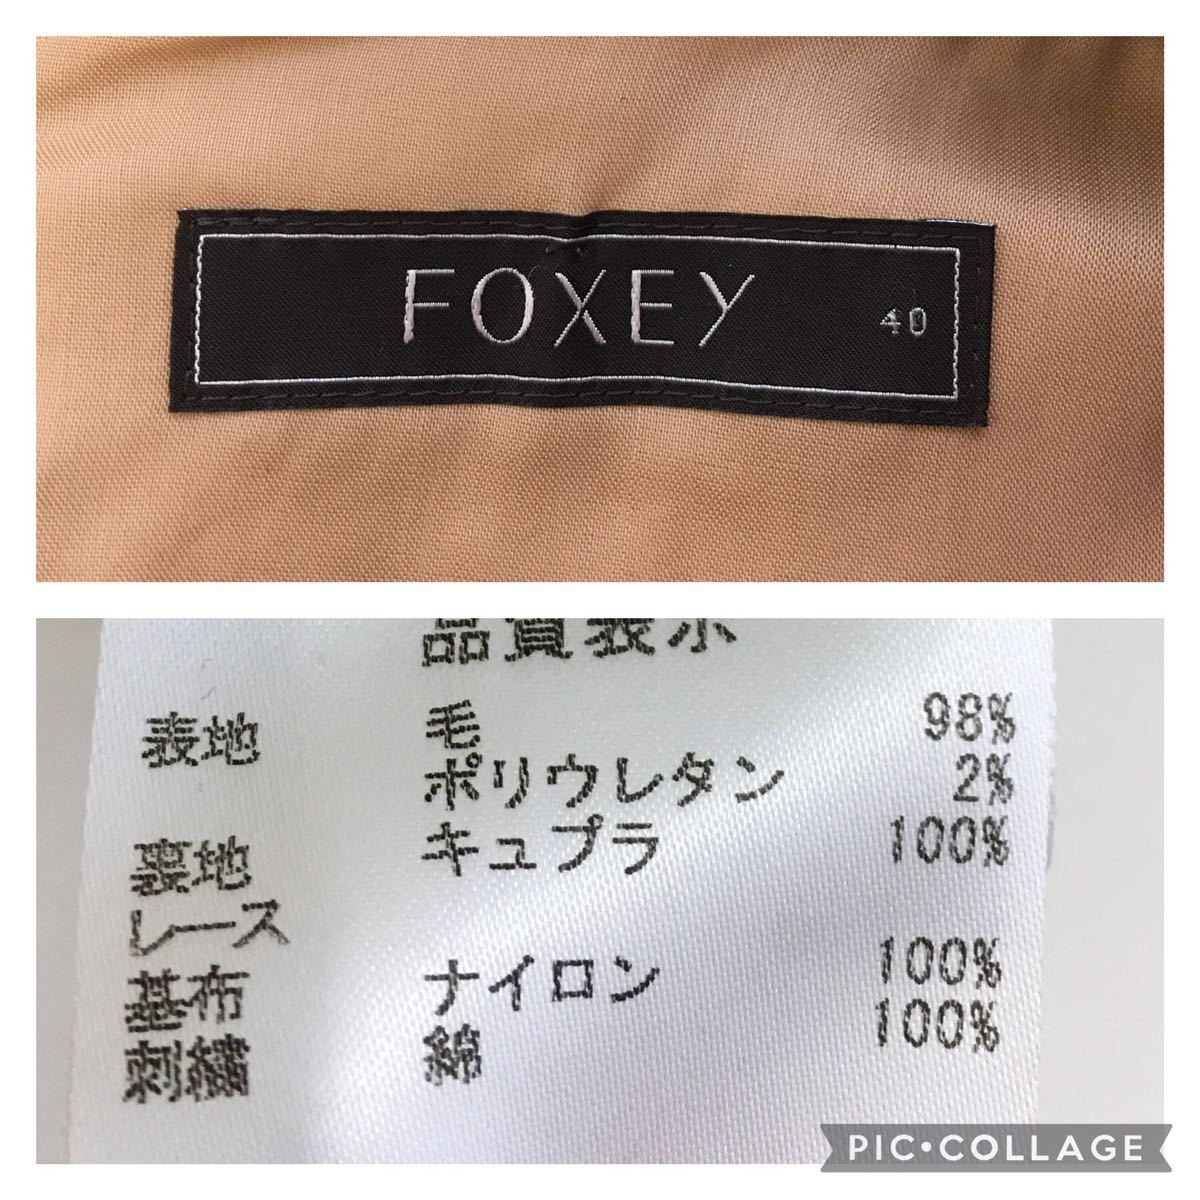 FOXEY 40
品質表示
表地 毛 98%
ポリウレタン 2%
裏地 キュプラ 100%
レース
基布 ナイロン 100%
刺繍 綿 100%
PIC•COLLAGE